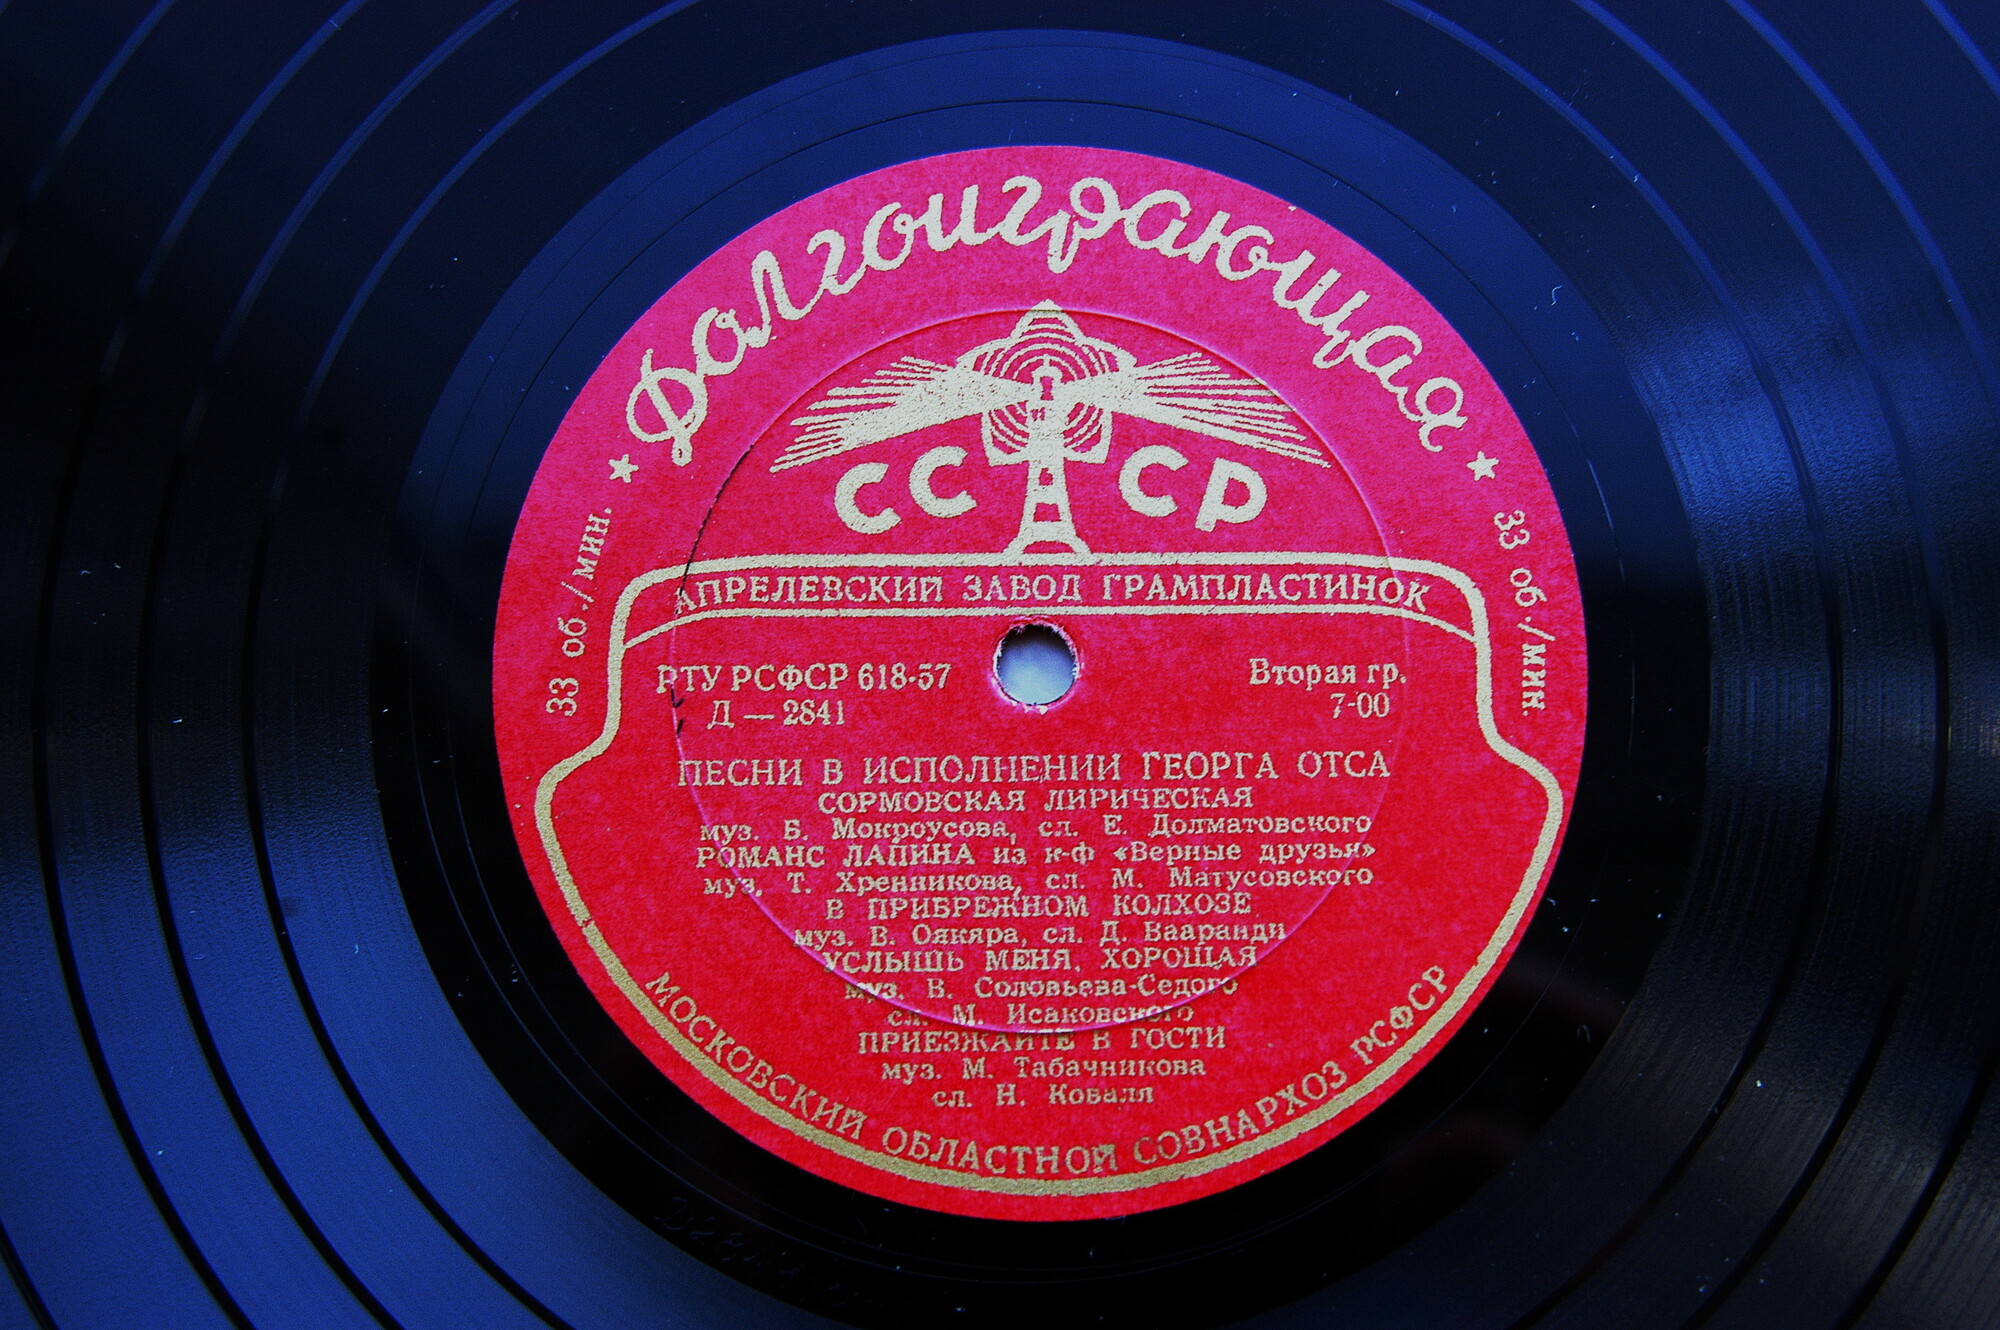 Долгоиграющая
★ 33 об./мин.
★ 33 об./мин.
СССР
АПРЕЛЕВСКИЙ ЗАВОД ГРАМПЛАСТИНОК
РТУ РСФСР 618-57
Вторая гр.
Д — 2841
7-00
ПЕСНИ В ИСПОЛНЕНИИ ГЕОРГА ОТСА
СОРМОВСКАЯ ЛИРИЧЕСКАЯ
муз. Б. Мокроусова, сл. Е. Долматовского
РОМАНС ЛАПИНА из к-ф «Верные друзья»
муз. Т. Хренникова, сл. М. Матусовского
В ПРИБРЕЖНОМ КОЛХОЗЕ
муз. В. Оякяра, сл. Д. Вааранди
УСЛЫШЬ МЕНЯ, ХОРОЩАЯ
муз. В. Соловьева-Седого
сл. М. Исаковского
ПРИЕЗЖАЙТЕ В ГОСТИ
муз. М. Табачникова
сл. Н. Коваля
МОСКОВСКИЙ ОБЛАСТНОЙ СОВНАРХОЗ РСФСР